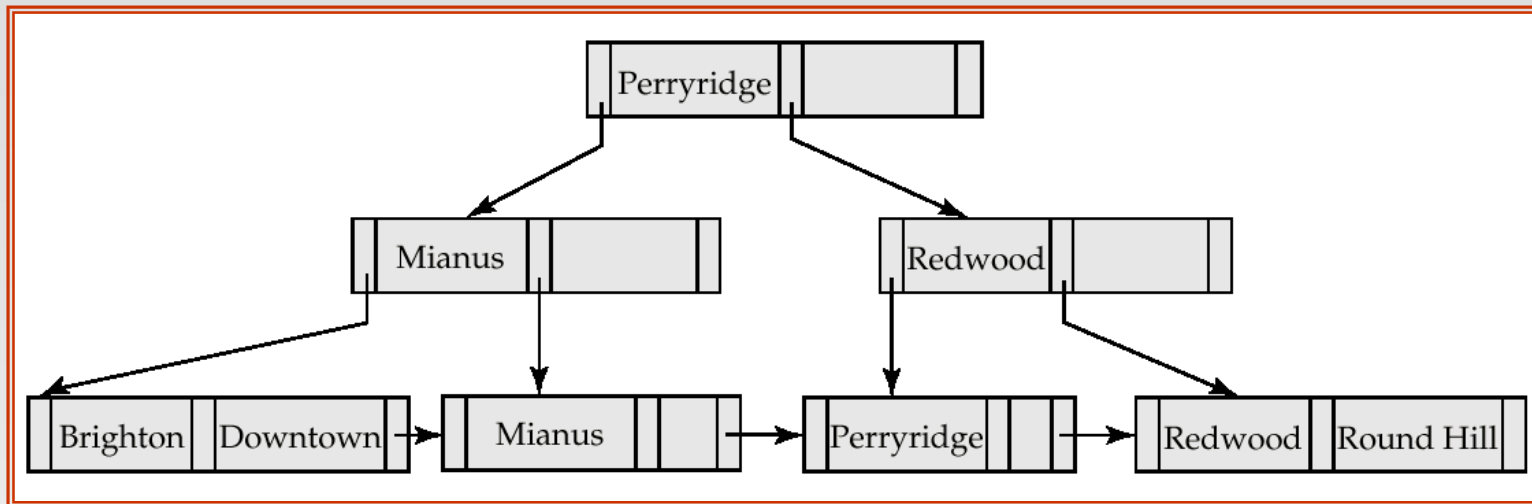 Perryridge
Mianus
Redwood
Brighton Downtown
Mianus
Perryridge
Redwood Round Hill